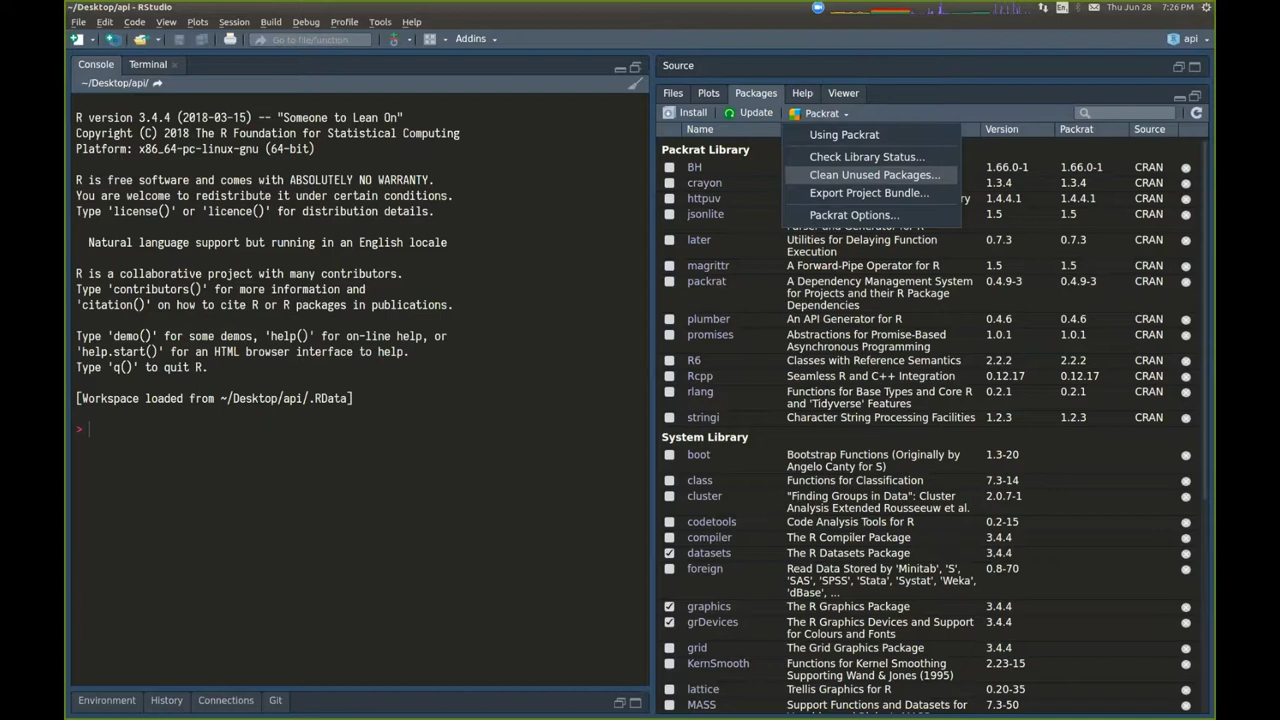 ~/Desktop/api - RStudio
En
Thu Jun 28
7:26 PM
File Edit Code View Plots Session Build Debug Profile Tools Help
Go to file/function
Addins
api
Console Terminal
~/Desktop/api/
R version 3.4.4 (2018-03-15) -- "Someone to Lean On"
Copyright (C) 2018 The R Foundation for Statistical Computing
Platform: x86_64-pc-linux-gnu (64-bit)
R is free software and comes with ABSOLUTELY NO WARRANTY.
You are welcome to redistribute it under certain conditions.
Type 'license()' or 'licence()' for distribution details.
Natural language support but running in an English locale
R is a collaborative project with many contributors.
Type 'contributors()' for more information and
'citation()' on how to cite R or R packages in publications.
Type 'demo()' for some demos, 'help()' for on-line help, or
'help.start()' for an HTML browser interface to help.
Type 'q()' to quit R.
[Workspace loaded from ~/Desktop/api/.RData]
>
Environment History Connections Git
Source
Files Plots Packages Help Viewer
Install Update Packrat
Name Version Packrat Source
Using Packrat
Check Library Status...
Clean Unused Packages...
Export Project Bundle...
Packrat Options...
Packrat Library
BH 1.66.0-1 1.66.0-1 CRAN
crayon 1.3.4 1.3.4 CRAN
httpuv 1.4.4.1 1.4.4.1 CRAN
jsonlite 1.5 1.5 CRAN
later Utilities for Delaying Function 0.7.3 0.7.3 CRAN
Execution
magrittr A Forward-Pipe Operator for R 1.5 1.5 CRAN
packrat A Dependency Management System 0.4.9-3 0.4.9-3 CRAN
for Projects and their R Package
Dependencies
plumber An API Generator for R 0.4.6 0.4.6 CRAN
promises Abstractions for Promise-Based 1.0.1 1.0.1 CRAN
Asynchronous Programming
R6 Classes with Reference Semantics 2.2.2 2.2.2 CRAN
Rcpp Seamless R and C++ Integration 0.12.17 0.12.17 CRAN
rlang Functions for Base Types and Core R 0.2.1 0.2.1 CRAN
and 'Tidyverse' Features
stringi Character String Processing Facilities 1.2.3 1.2.3 CRAN
System Library
boot Bootstrap Functions (Originally by 1.3-20
Angelo Canty for S)
class Functions for Classification 7.3-14
cluster "Finding Groups in Data": Cluster 2.0.7-1
Analysis Extended Rousseeuw et al.
codetools Code Analysis Tools for R 0.2-15
compiler The R Compiler Package 3.4.4
datasets The R Datasets Package 3.4.4
foreign Read Data Stored by 'Minitab', 'S', 0.8-70
'SAS', 'SPSS', 'Stata', 'Systat', 'Weka',
'dBase', ...
graphics The R Graphics Package 3.4.4
grDevices The R Graphics Devices and Support 3.4.4
for Colours and Fonts
grid The Grid Graphics Package 3.4.4
KernSmooth Functions for Kernel Smoothing 2.23-15
Supporting Wand & Jones (1995)
lattice Trellis Graphics for R 0.20-35
MASS Support Functions and Datasets for 7.3-50